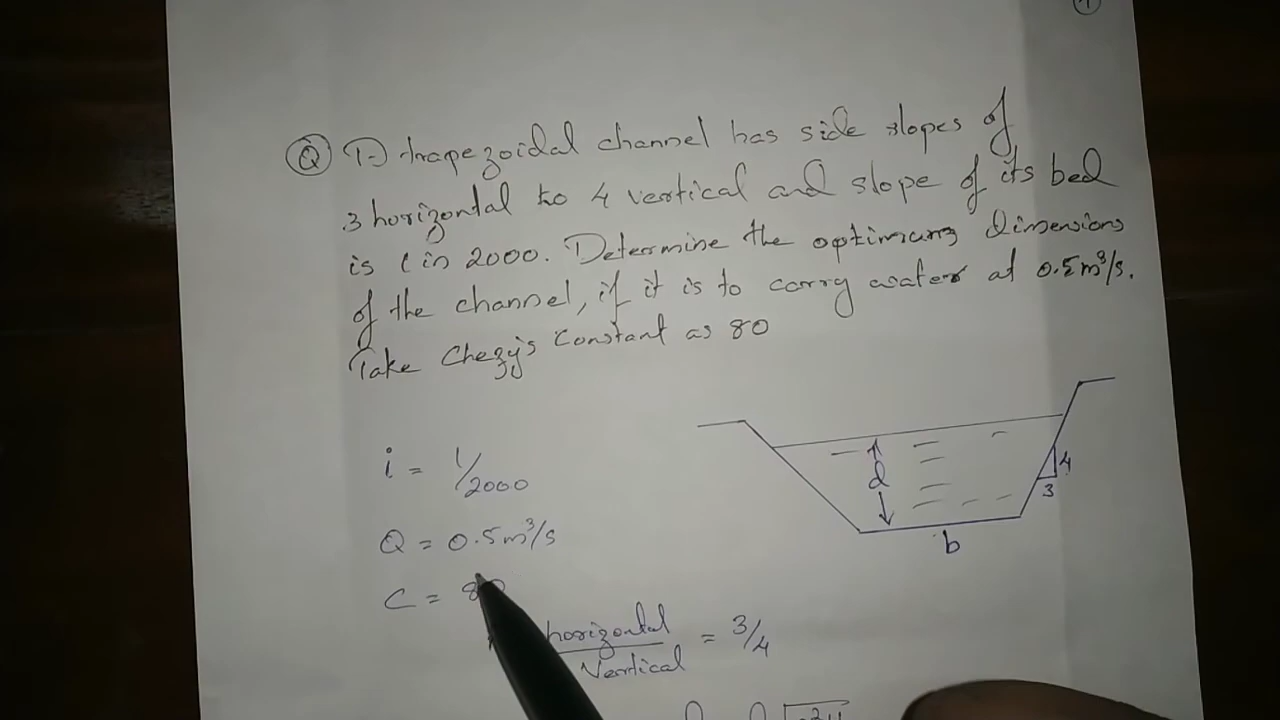 Q A trapezoidal channel has side slopes of
3 horizontal to 4 vertical and slope of its bed
is 1 in 2000. Determine the optimum dimensions
of the channel, if it is to carry water at 0.5m³/s.
Take Chezy's Constant as 80
i = 1/2000
d
4
3
Q = 0.5m³/s
b
C = 80
horizontal / Vertical = 3/4